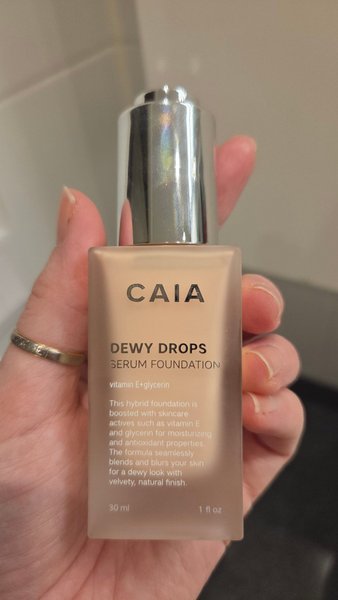 CAIA
DEWY DROPS
SERUM FOUNDATION
vitamin E+glycerin
This hybrid foundation is
boosted with skincare
actives such as vitamin E
and glycerin for moisturizing
and antioxidant properties.
The formula seamlessly
blends and blurs your skin
for a dewy look with
velvety, natural finish.
30 ml 1 fl oz